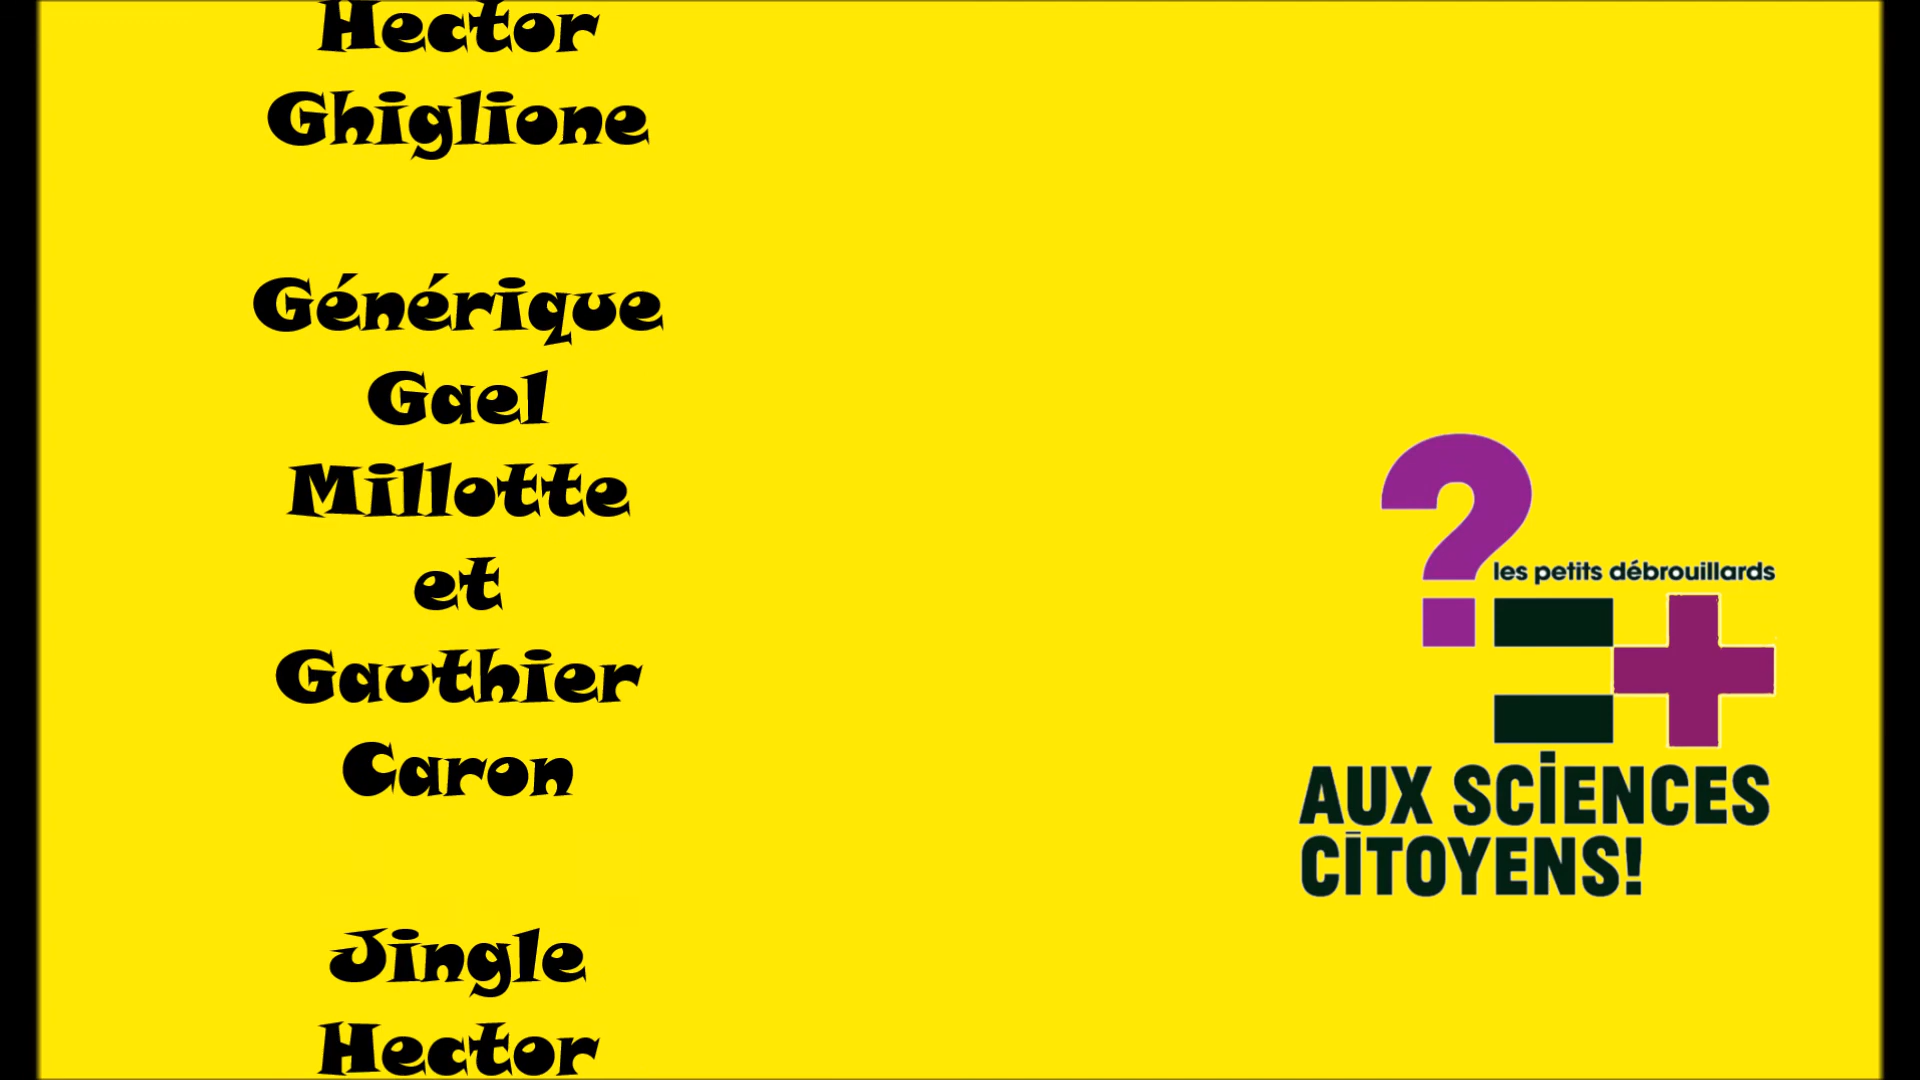 Hector
Ghiglione
Générique
Gael
Millotte
et
Gauthier
Caron
Jingle
Hector
les petits débrouillards
AUX SCIENCES
CITOYENS!